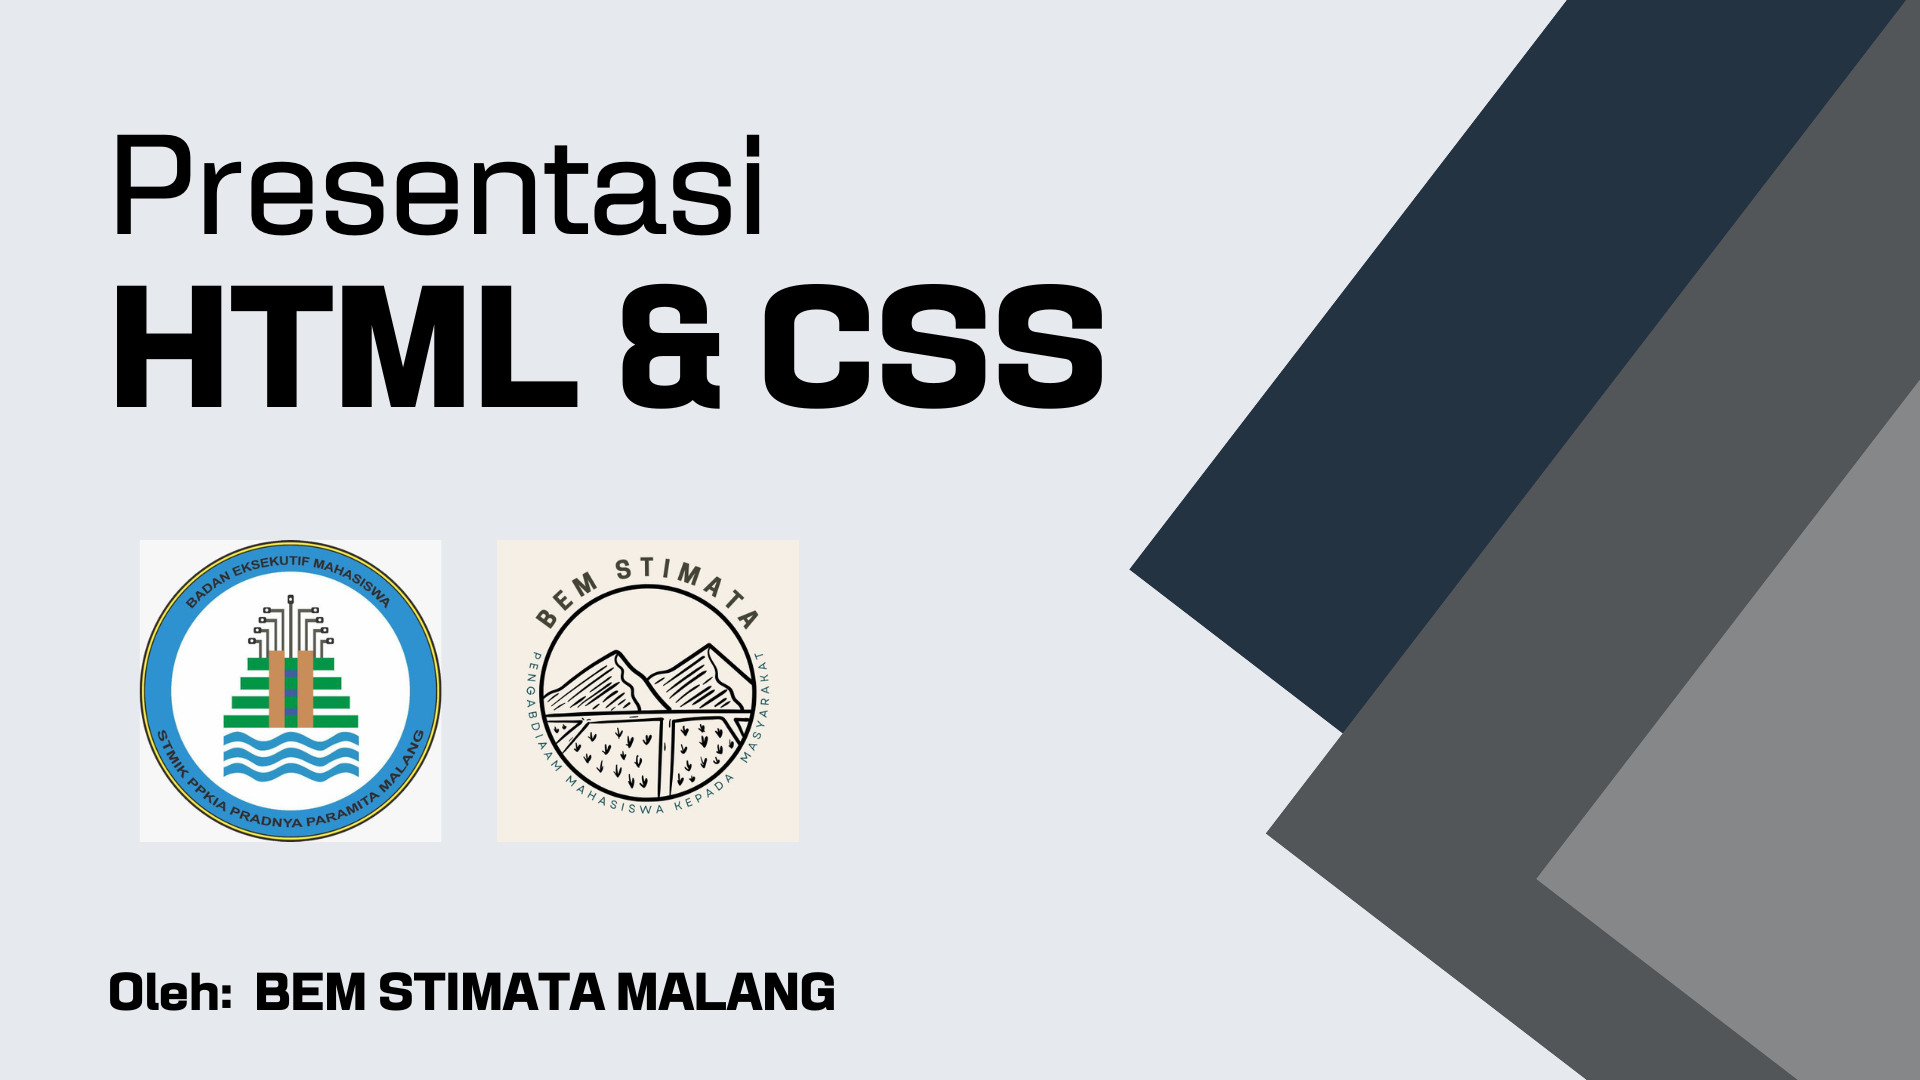 Presentasi
HTML & CSS
BADAN EKSEKUTIF MAHASISWA
STMIK PPKIA PRADNYA PARAMITA MALANG
BEM STIMATA
PENGABDIAAM MAHASISWA KEPADA MASYARAKAT
Oleh: BEM STIMATA MALANG